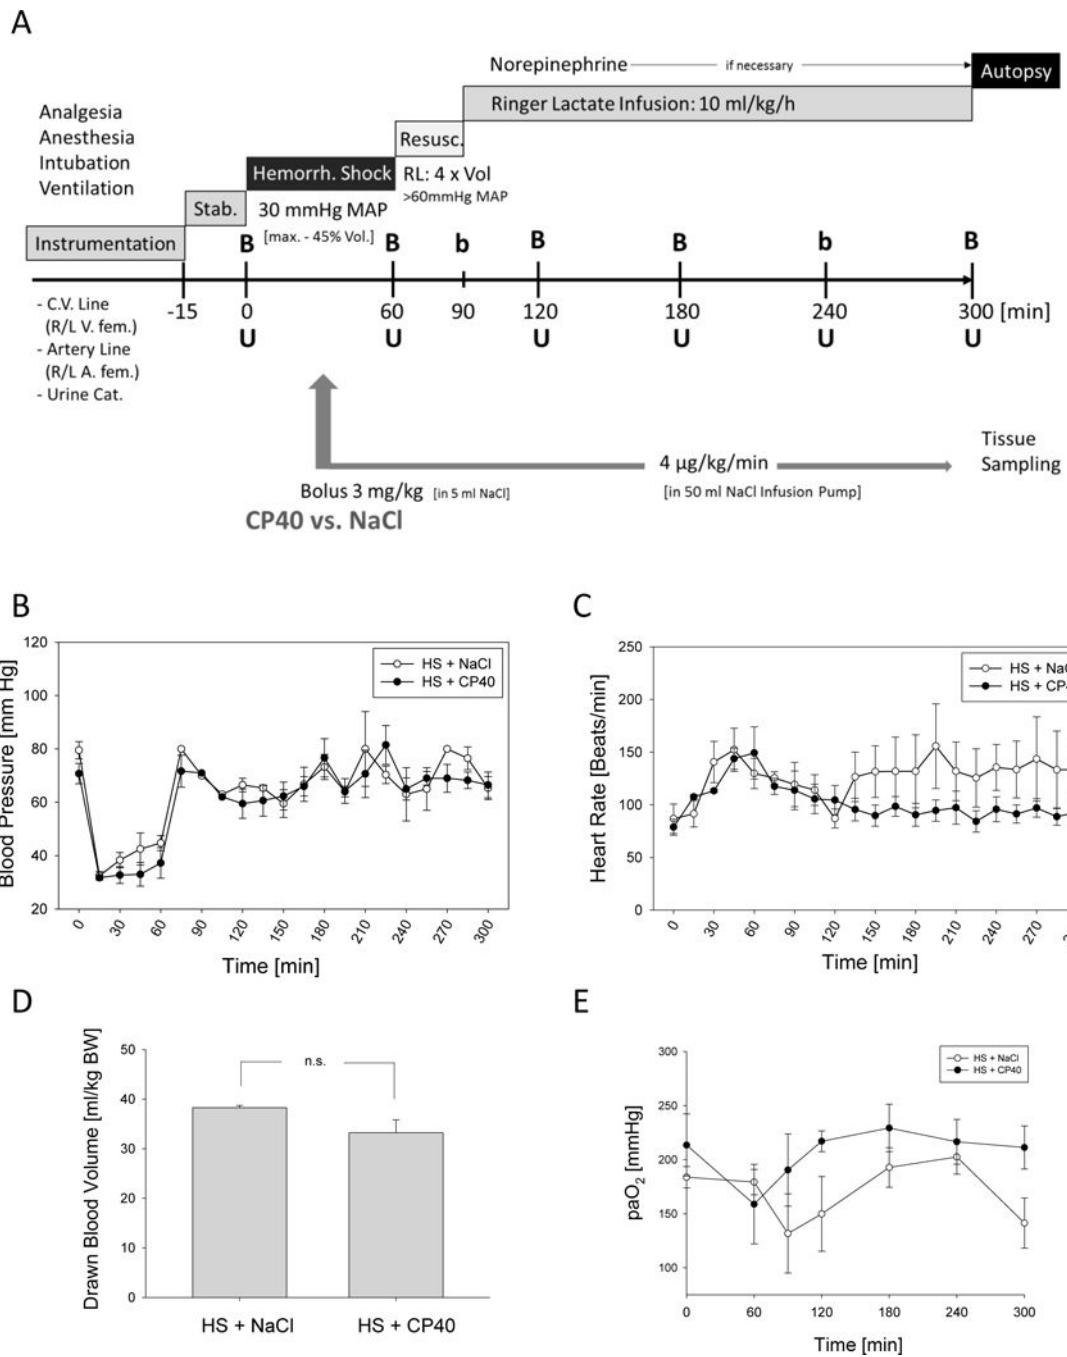 A
Norepinephrine if necessary
Autopsy
Ringer Lactate Infusion: 10 ml/kg/h
Analgesia
Anesthesia
Intubation
Ventilation
Resusc.
Hemorrh. Shock
RL: 4 x Vol
>60mmHg MAP
Stab.
30 mmHg MAP
[max. - 45% Vol.]
Instrumentation
B B b B B b B
-15 0 60 90 120 180 240 300 [min]
U U U U U U
- C.V. Line
(R/L V. fem.)
- Artery Line
(R/L A. fem.)
- Urine Cat.
4 µg/kg/min
[in 50 ml NaCl Infusion Pump]
Tissue
Sampling
Bolus 3 mg/kg [in 5 ml NaCl]
CP40 vs. NaCl
B
Blood Pressure [mm Hg]
120
100
80
60
40
20
HS + NaCl
HS + CP40
0 30 60 90 120 150 180 210 240 270 300
Time [min]
C
Heart Rate [Beats/min]
250
200
150
100
50
0
HS + NaC
HS + CP4
0 30 60 90 120 150 180 210 240 270
Time [min]
D
Drawn Blood Volume [ml/kg BW]
50
40
30
20
10
0
n.s.
HS + NaCl HS + CP40
E
paO2 [mmHg]
300
250
200
150
100
HS + NaCl
HS + CP40
0 60 120 180 240 300
Time [min]